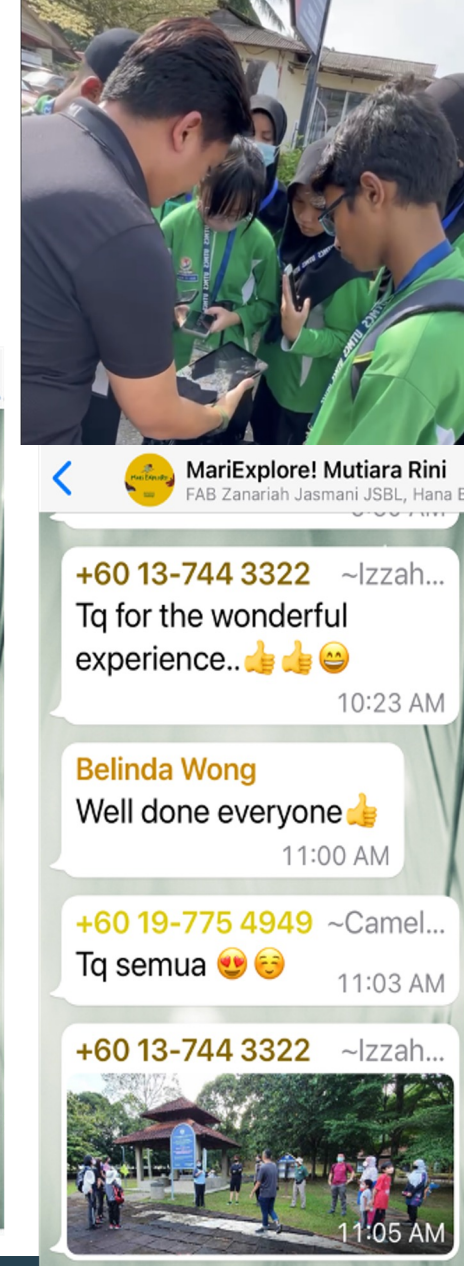 MariExplore! Mutiara Rini
FAB Zanariah Jasmani JSBL, Hana
+60 13-744 3322 ~Izzah...
Tq for the wonderful
experience..👍👍😄
10:23 AM
Belinda Wong
Well done everyone👍
11:00 AM
+60 19-775 4949 ~Camel...
Tq semua 😍☺️
11:03 AM
+60 13-744 3322 ~Izzah...
11:05 AM